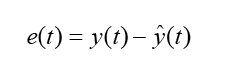 e(t) = y(t) − ŷ(t)